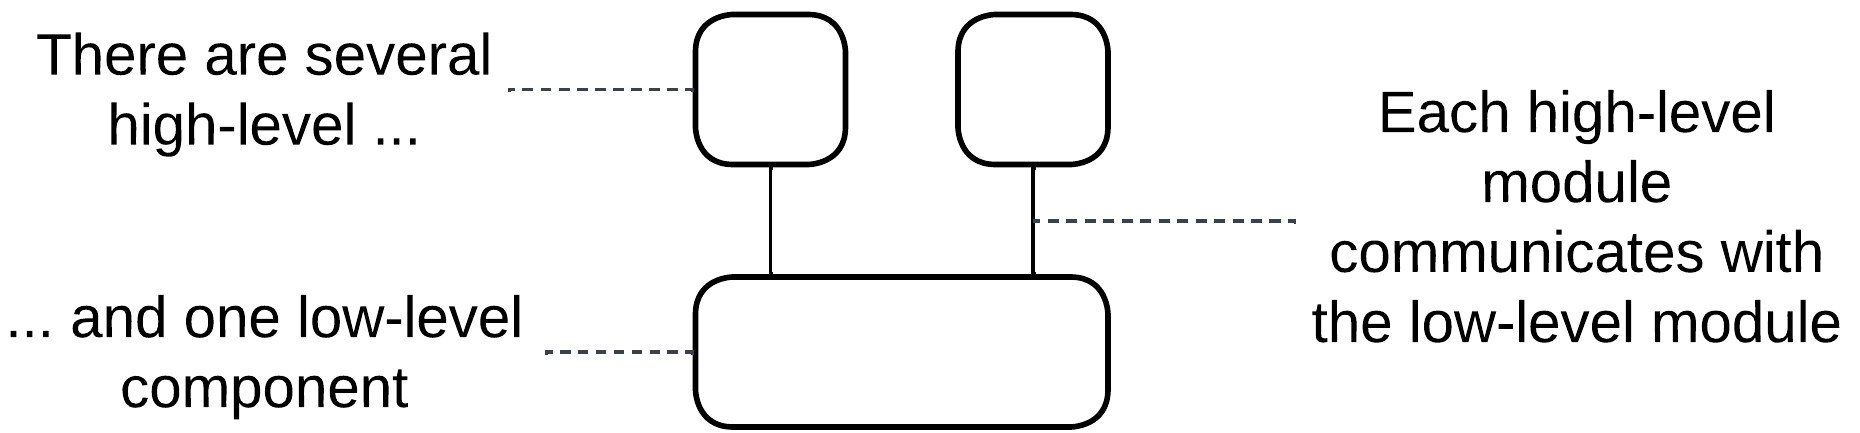 There are several
high-level ...
... and one low-level
component
Each high-level
module
communicates with
the low-level module